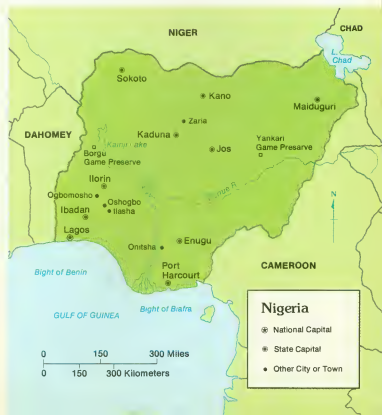 NIGER
CHAD
L.
Chad
Sokoto
Kano
Maiduguri
Zaria
DAHOMEY
Kaduna
Kainji Lake
Yankari
Game Preserve
Borgu
Game Preserve
Jos
Ilorin
Benue R.
Ogbomosho
Oshogbo
Ilasha
Ibadan
N
Lagos
Onitsha
Enugu
CAMEROON
Port
Harcourt
Bight of Benin
Bight of Biafra
GULF OF GUINEA
Nigeria
National Capital
State Capital
Other City or Town
0 150 300 Miles
0 150 300 Kilometers